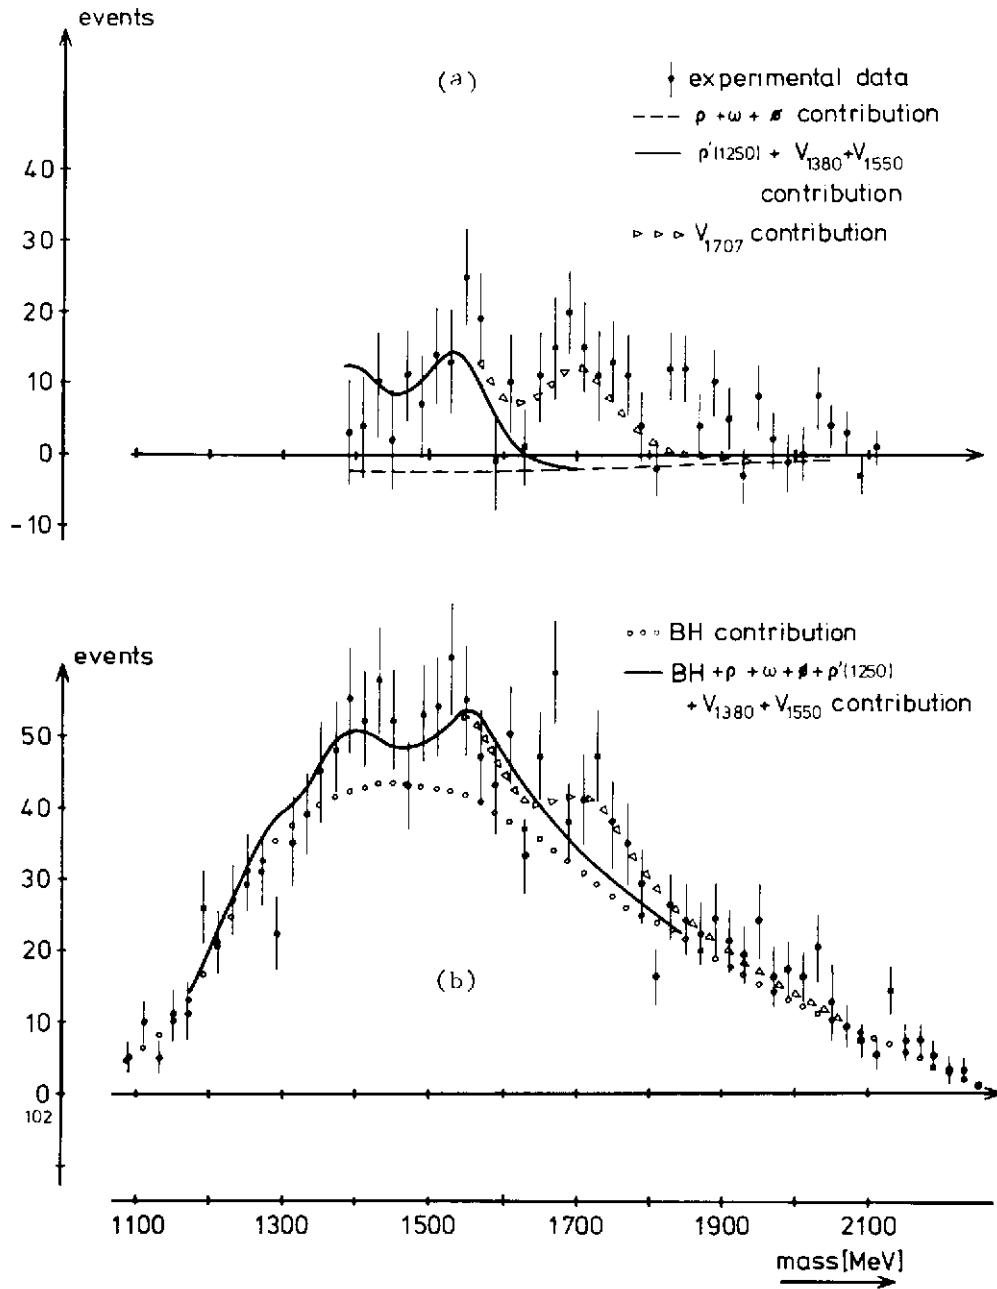 events
(a)
experimental data
ρ + ω + ø contribution
ρ'(1250) + V1380 + V1550
contribution
V1707 contribution
40
30
20
10
0
-10
events
BH contribution
BH + ρ + ω + ø + ρ'(1250)
+ V1380 + V1550 contribution
50
40
30
20
(b)
10
0
102
1100 1300 1500 1700 1900 2100
mass[MeV]